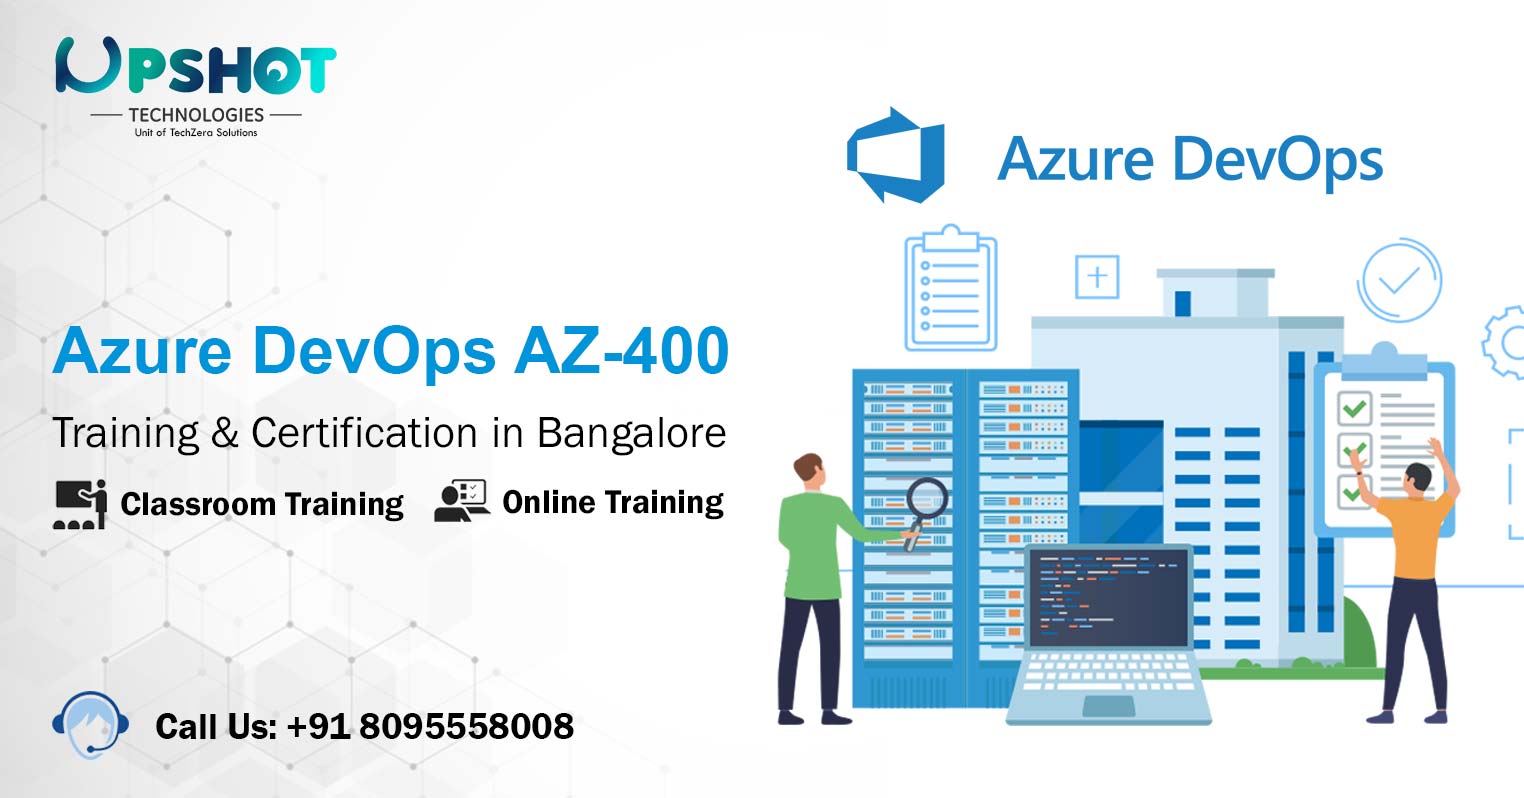 UPSHOT
TECHNOLOGIES
Unit of TechZera Solutions
Azure DevOps
Azure DevOps AZ-400
Training & Certification in Bangalore
Classroom Training
Online Training
Call Us: +91 8095558008